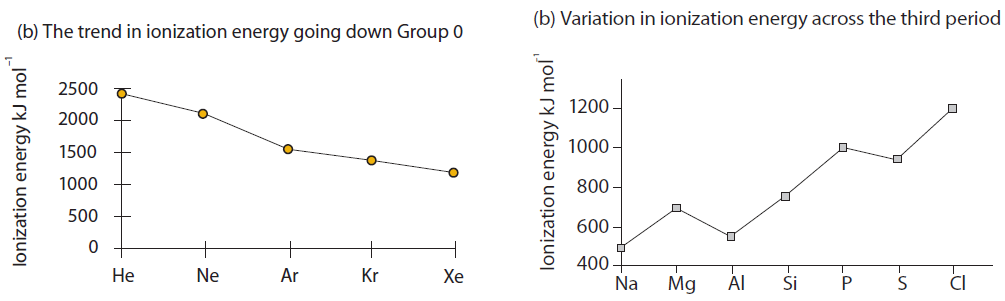 (b) The trend in ionization energy going down Group 0
Ionization energy kJ mol⁻¹
2500
2000
1500
1000
500
0
He Ne Ar Kr Xe
(b) Variation in ionization energy across the third period
Ionization energy kJ mol⁻¹
1200
1000
800
600
400
Na Mg Al Si P S Cl